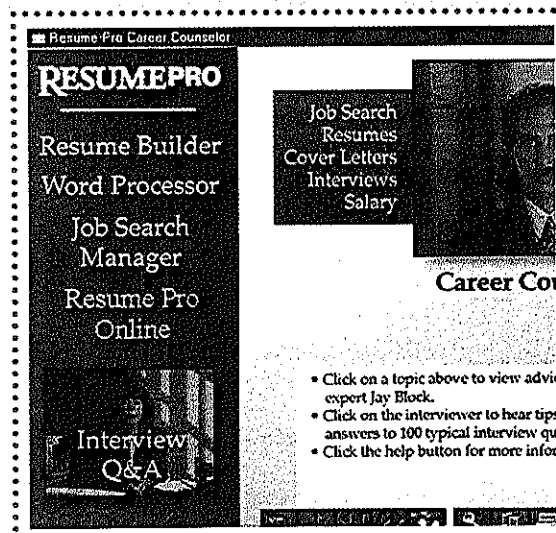 Resume Pro Career Counselor
RESUMEPRO
Resume Builder
Word Processor
Job Search
Manager
Resume Pro
Online
Interview
Q&A
Job Search
Resumes
Cover Letters
Interviews
Salary
Career Cou
• Click on a topic above to view advic
expert Jay Block.
• Click on the interviewer to hear tips
answers to 100 typical interview qu
• Click the help button for more infor